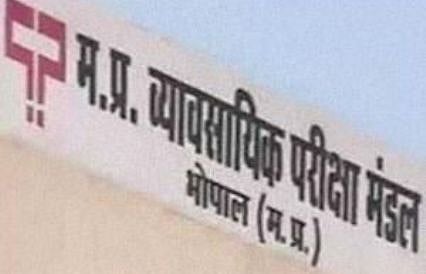 म.प्र. व्यावसायिक परीक्षा मंडल
भोपाल (म.प्र.)